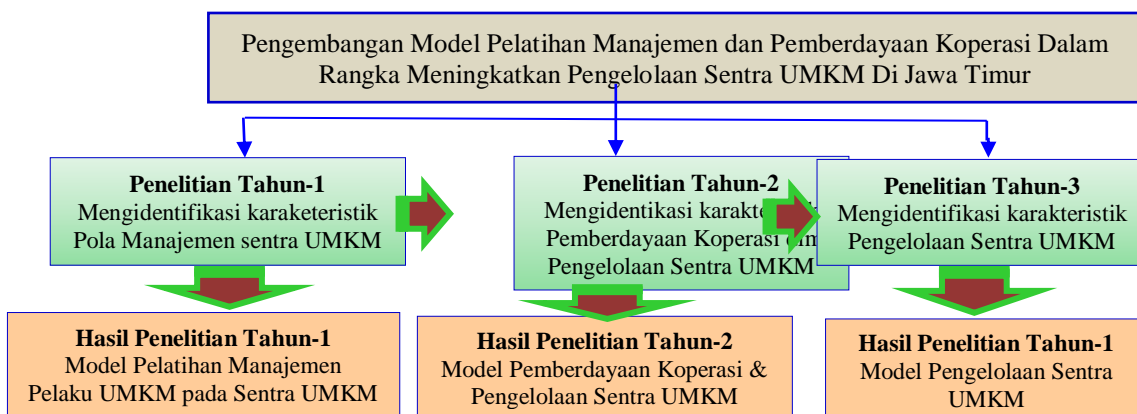 Pengembangan Model Pelatihan Manajemen dan Pemberdayaan Koperasi Dalam
Rangka Meningkatkan Pengelolaan Sentra UMKM Di Jawa Timur
Penelitian Tahun-1
Mengidentifikasi karaketeristik
Pola Manajemen sentra UMKM
Penelitian Tahun-2
Mengidentikasi
Pemberdayaan Koperasi
Pengelolaan Sentra UMKM
Penelitian Tahun-3
Mengidentifikasi karakteristik
Pengelolaan Sentra UMKM
Hasil Penelitian Tahun-1
Model Pelatihan Manajemen
Pelaku UMKM pada Sentra UMKM
Hasil Penelitian Tahun-2
Model Pemberdayaan Koperasi &
Pengelolaan Sentra UMKM
Hasil Penelitian Tahun-1
Model Pengelolaan Sentra
UMKM